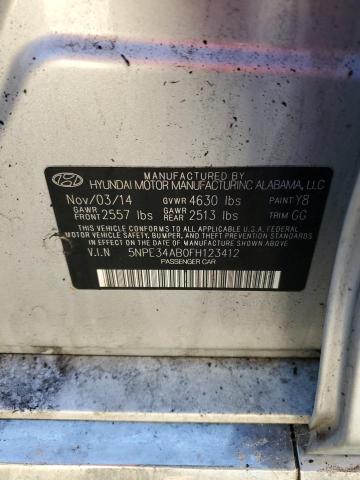 MANUFACTURED BY
HYUNDAI MOTOR MANUFACTURING ALABAMA, LLC
Nov/03/14 GVWR 4630 lbs PAINT Y8
GAWR FRONT 2557 lbs GAWR REAR 2513 lbs TRIM GG
THIS VEHICLE CONFORMS TO ALL APPLICABLE U.S. FEDERAL
MOTOR VEHICLE SAFETY, BUMPER, AND THEFT PREVENTION
STANDARDS IN EFFECT ON THE DATE OF MANUFACTURE SHOWN ABOVE.
V.I.N 5NPE34AB0FH123412
PASSENGER CAR